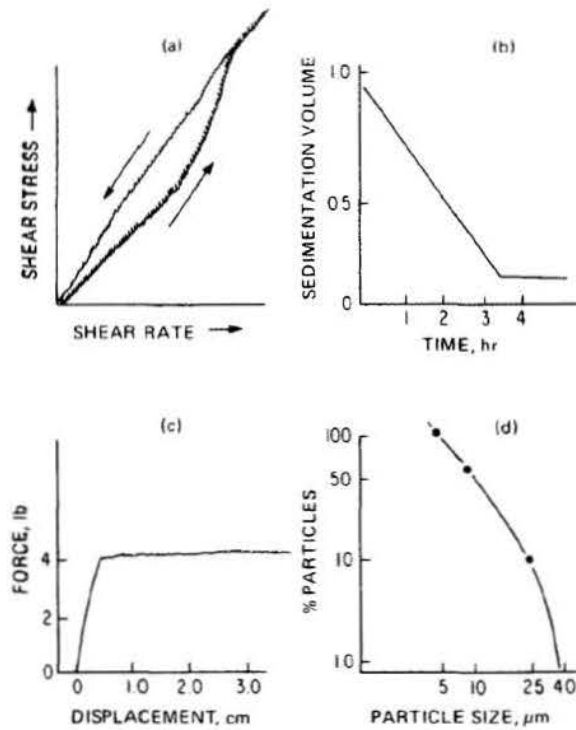 (a)
SHEAR STRESS
SHEAR RATE
(b)
SEDIMENTATION VOLUME
1.0
0.5
0
1 2 3 4
TIME, hr
(c)
FORCE, lb
4
2
0
0 1.0 2.0 3.0
DISPLACEMENT, cm
(d)
% PARTICLES
100
50
10
1.0
5 10 25 40
PARTICLE SIZE, μm